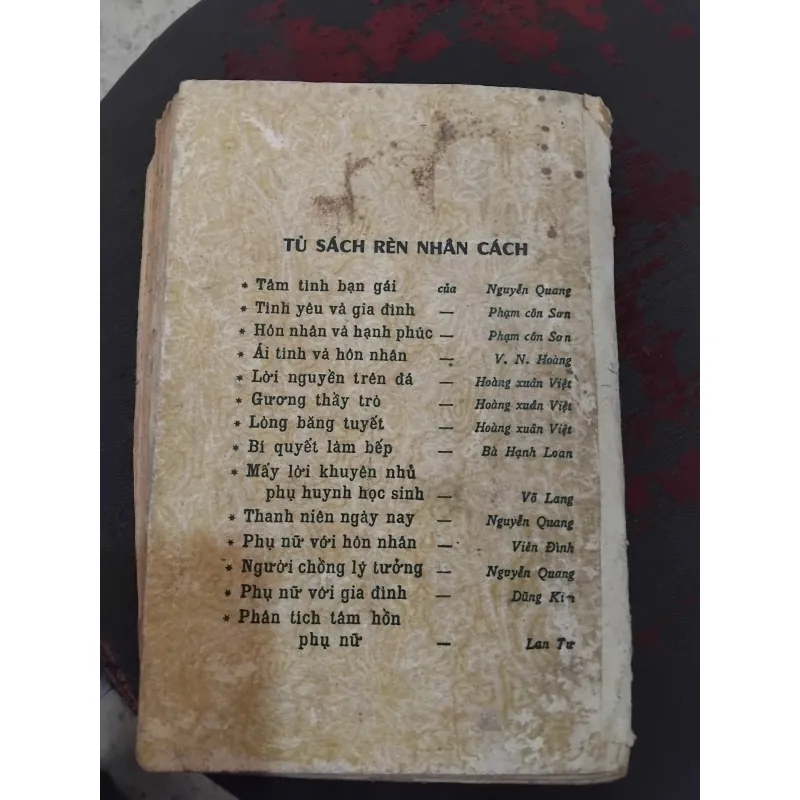 TỦ SÁCH RÈN NHÂN CÁCH
* Tâm tình bạn gái của Nguyễn Quang
* Tình yêu và gia đình — Phạm côn Sơn
* Hôn nhân và hạnh phúc — Phạm côn Sơn
* Ái tình và hôn nhân — V. N. Hoàng
* Lời nguyền trên đá — Hoàng xuân Việt
* Gương thầy trò — Hoàng xuân Việt
* Lòng băng tuyết — Hoàng xuân Việt
* Bí quyết làm bếp — Bà Hạnh Loan
* Mấy lời khuyên nhủ
phụ huynh học sinh — Võ Lang
* Thanh niên ngày nay — Nguyễn Quang
* Phụ nữ với hôn nhân — Viên Đình
* Người chồng lý tưởng — Nguyễn Quang
* Phụ nữ với gia đình — Dũng Kim
* Phân tích tâm hồn
phụ nữ — Lan Tư